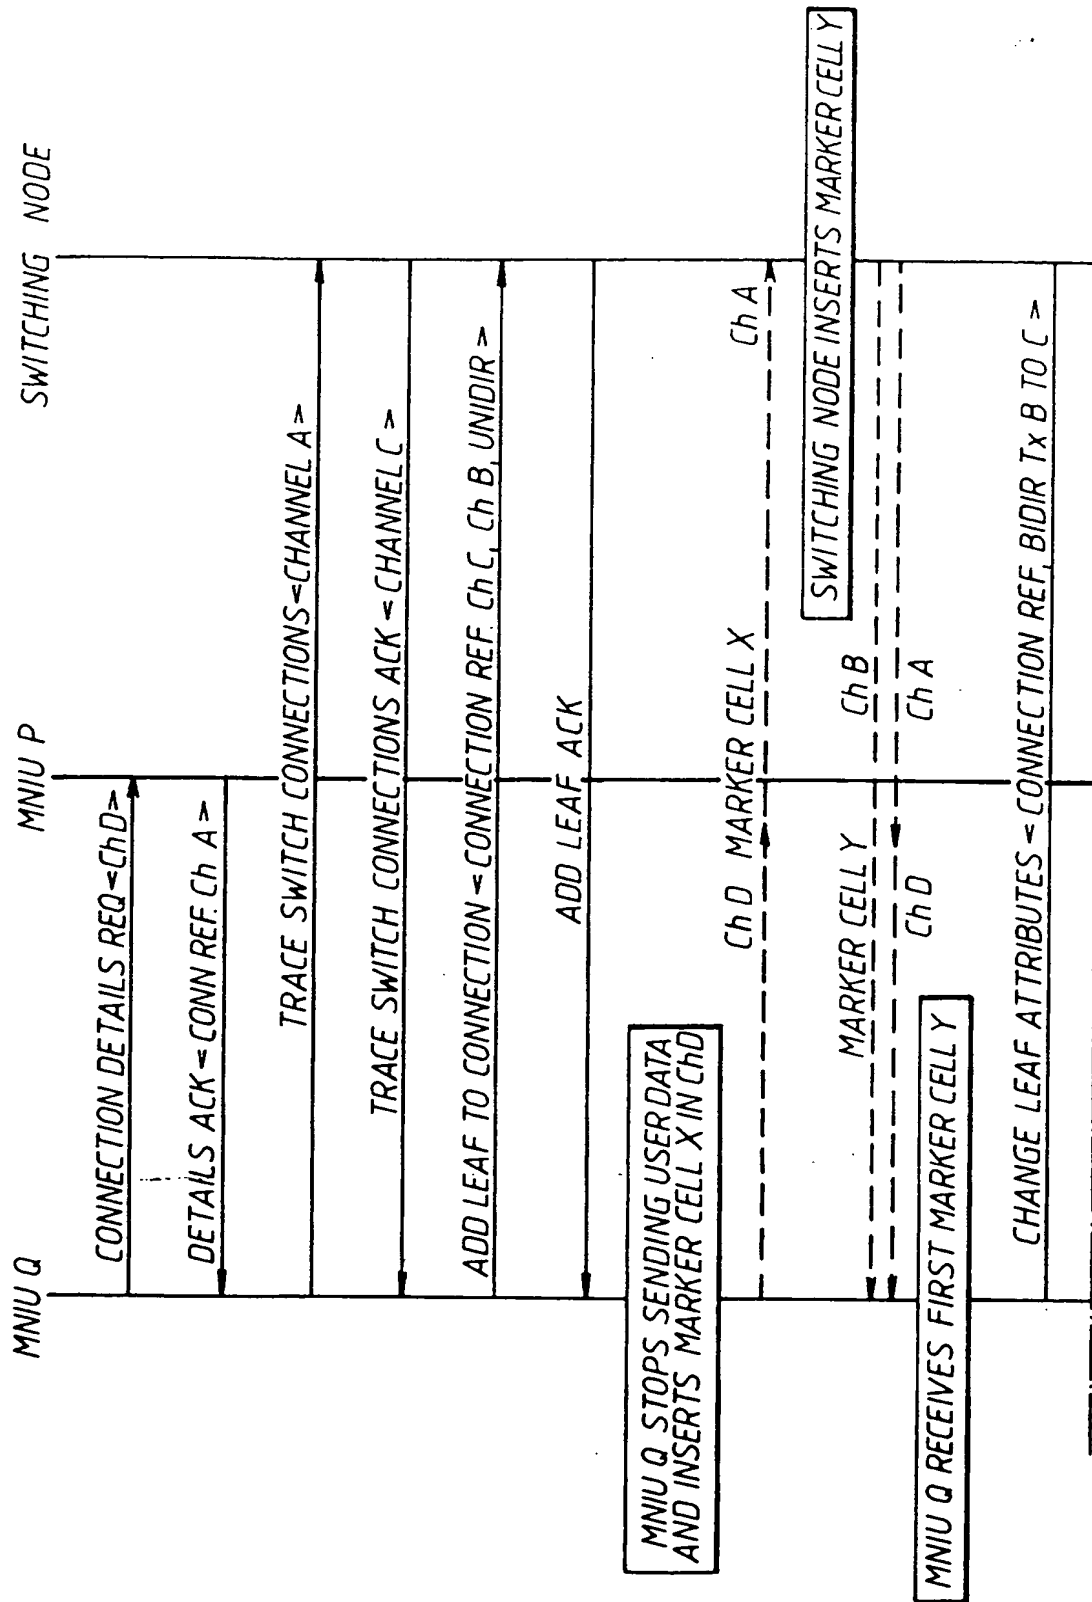 MNIU Q
MNIU P
SWITCHING NODE
CONNECTION DETAILS REQ <Ch D>
DETAILS ACK < CONN REF. Ch A >
TRACE SWITCH CONNECTIONS <CHANNEL A >
TRACE SWITCH CONNECTIONS ACK < CHANNEL C >
ADD LEAF TO CONNECTION < CONNECTION REF. Ch C, Ch B, UNIDIR >
ADD LEAF ACK
MNIU Q STOPS SENDING USER DATA
AND INSERTS MARKER CELL X IN ChD
Ch D MARKER CELL X
Ch A
SWITCHING NODE INSERTS MARKER CELL Y
MARKER CELL Y
Ch B
Ch D
Ch A
MNIU Q RECEIVES FIRST MARKER CELL Y
CHANGE LEAF ATTRIBUTES < CONNECTION REF, BIDIR Tx B TO C >